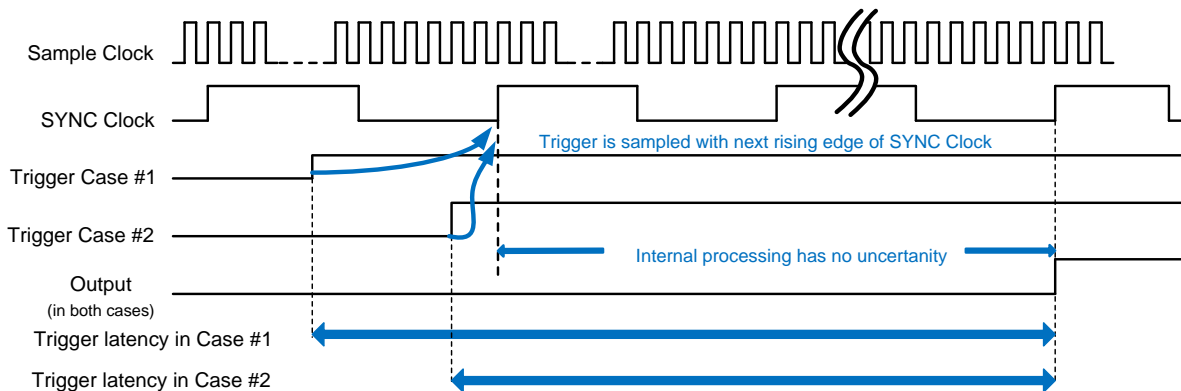 Sample Clock
SYNC Clock
Trigger is sampled with next rising edge of SYNC Clock
Trigger Case #1
Trigger Case #2
Internal processing has no uncertanity
Output
(in both cases)
Trigger latency in Case #1
Trigger latency in Case #2